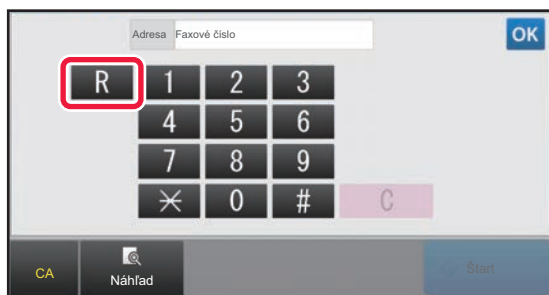 Adresa Faxové číslo OK
R 1 2 3
4 5 6
7 8 9
* 0 # C
CA Náhľad Štart